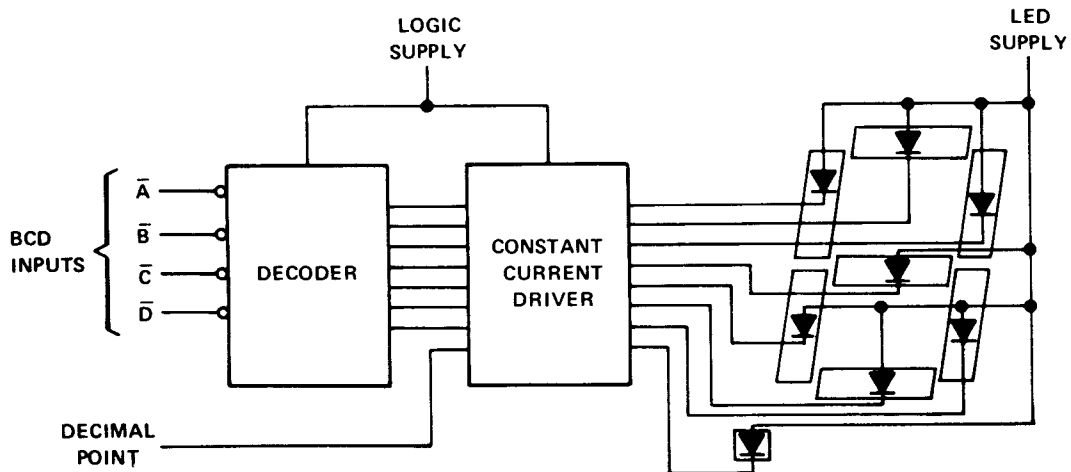 LOGIC
SUPPLY
LED
SUPPLY
BCD
INPUTS
A̅
B̅
C̅
D̅
DECODER
CONSTANT
CURRENT
DRIVER
DECIMAL
POINT